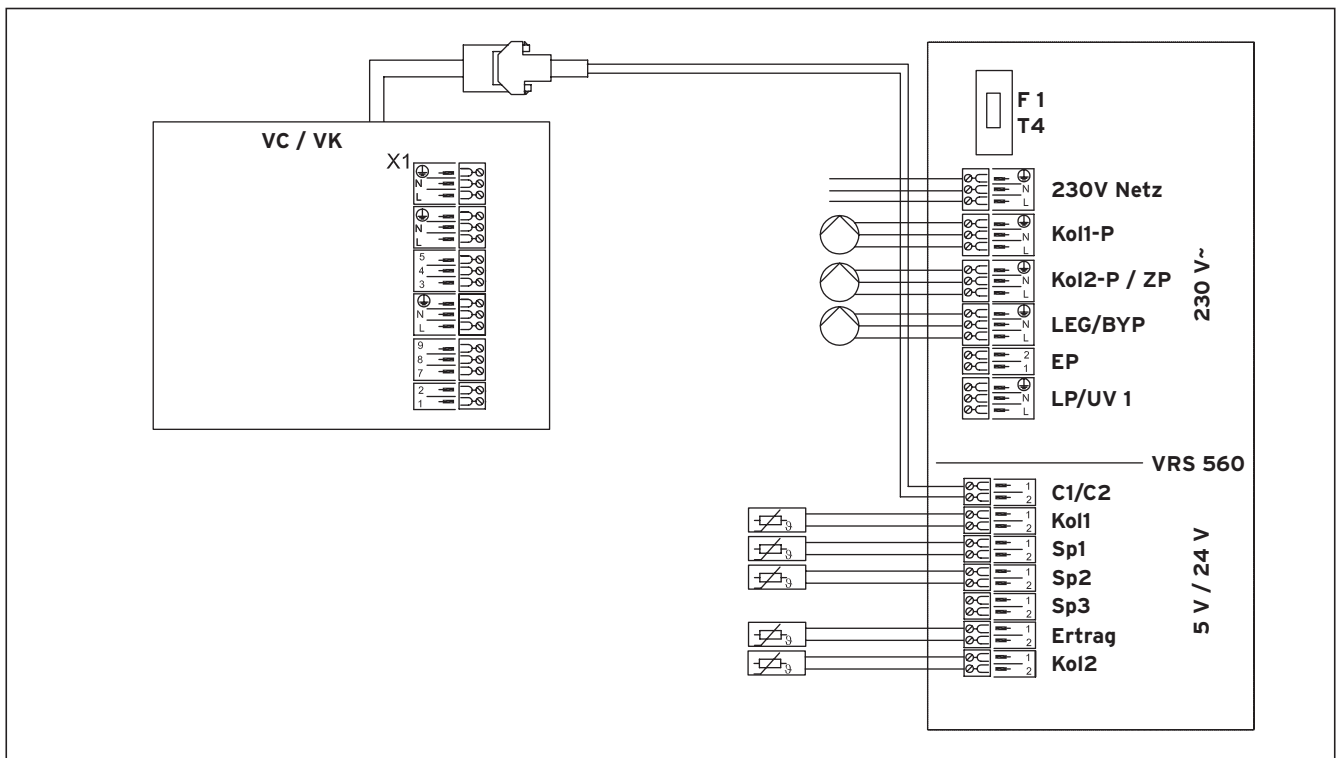 VC / VK
X1
N
L
N
L
5
4
3
N
L
9
8
7
2
1
F 1
T4
N
L
230V Netz
N
L
Kol1-P
N
L
Kol2-P / ZP
N
L
LEG/BYP
2
1
EP
N
L
LP/UV 1
230 V~
VRS 560
1
2
C1/C2
ϑ
1
2
Kol1
ϑ
1
2
Sp1
ϑ
1
2
Sp2
1
2
Sp3
ϑ
1
2
Ertrag
ϑ
1
2
Kol2
5 V / 24 V